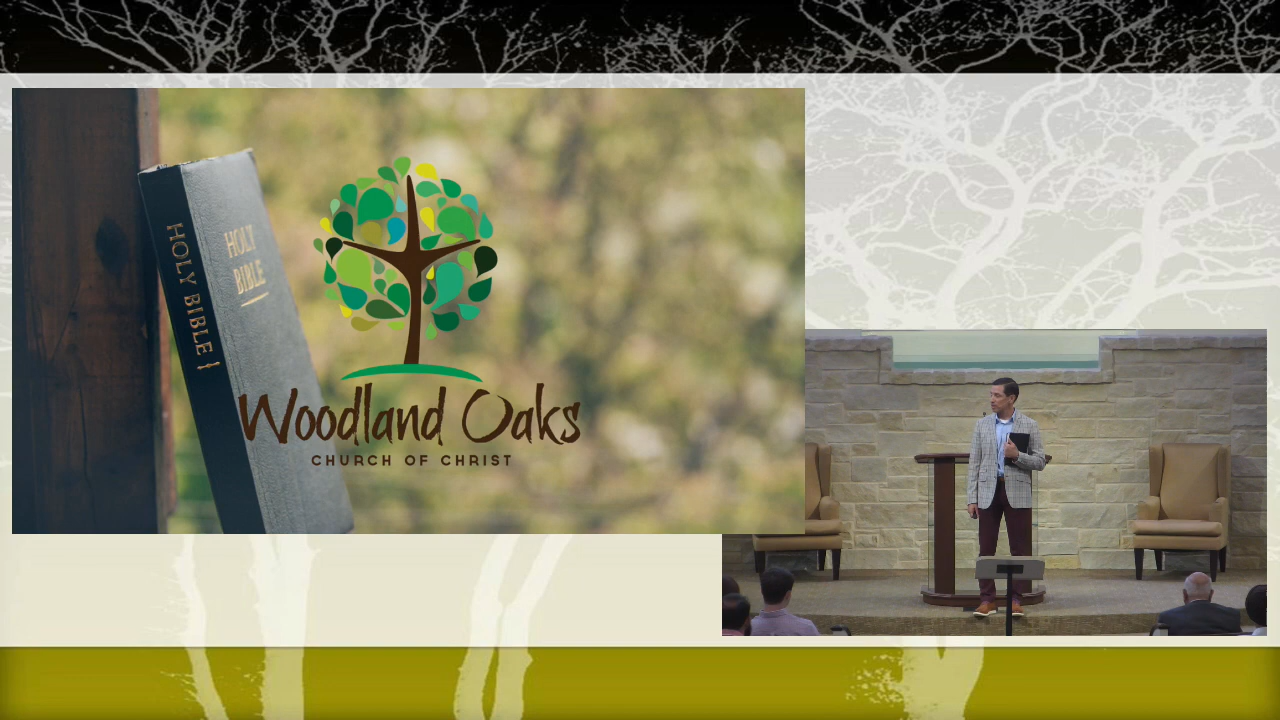 HOLY BIBLE
HOLY
BIBLE
Woodland Oaks
CHURCH OF CHRIST